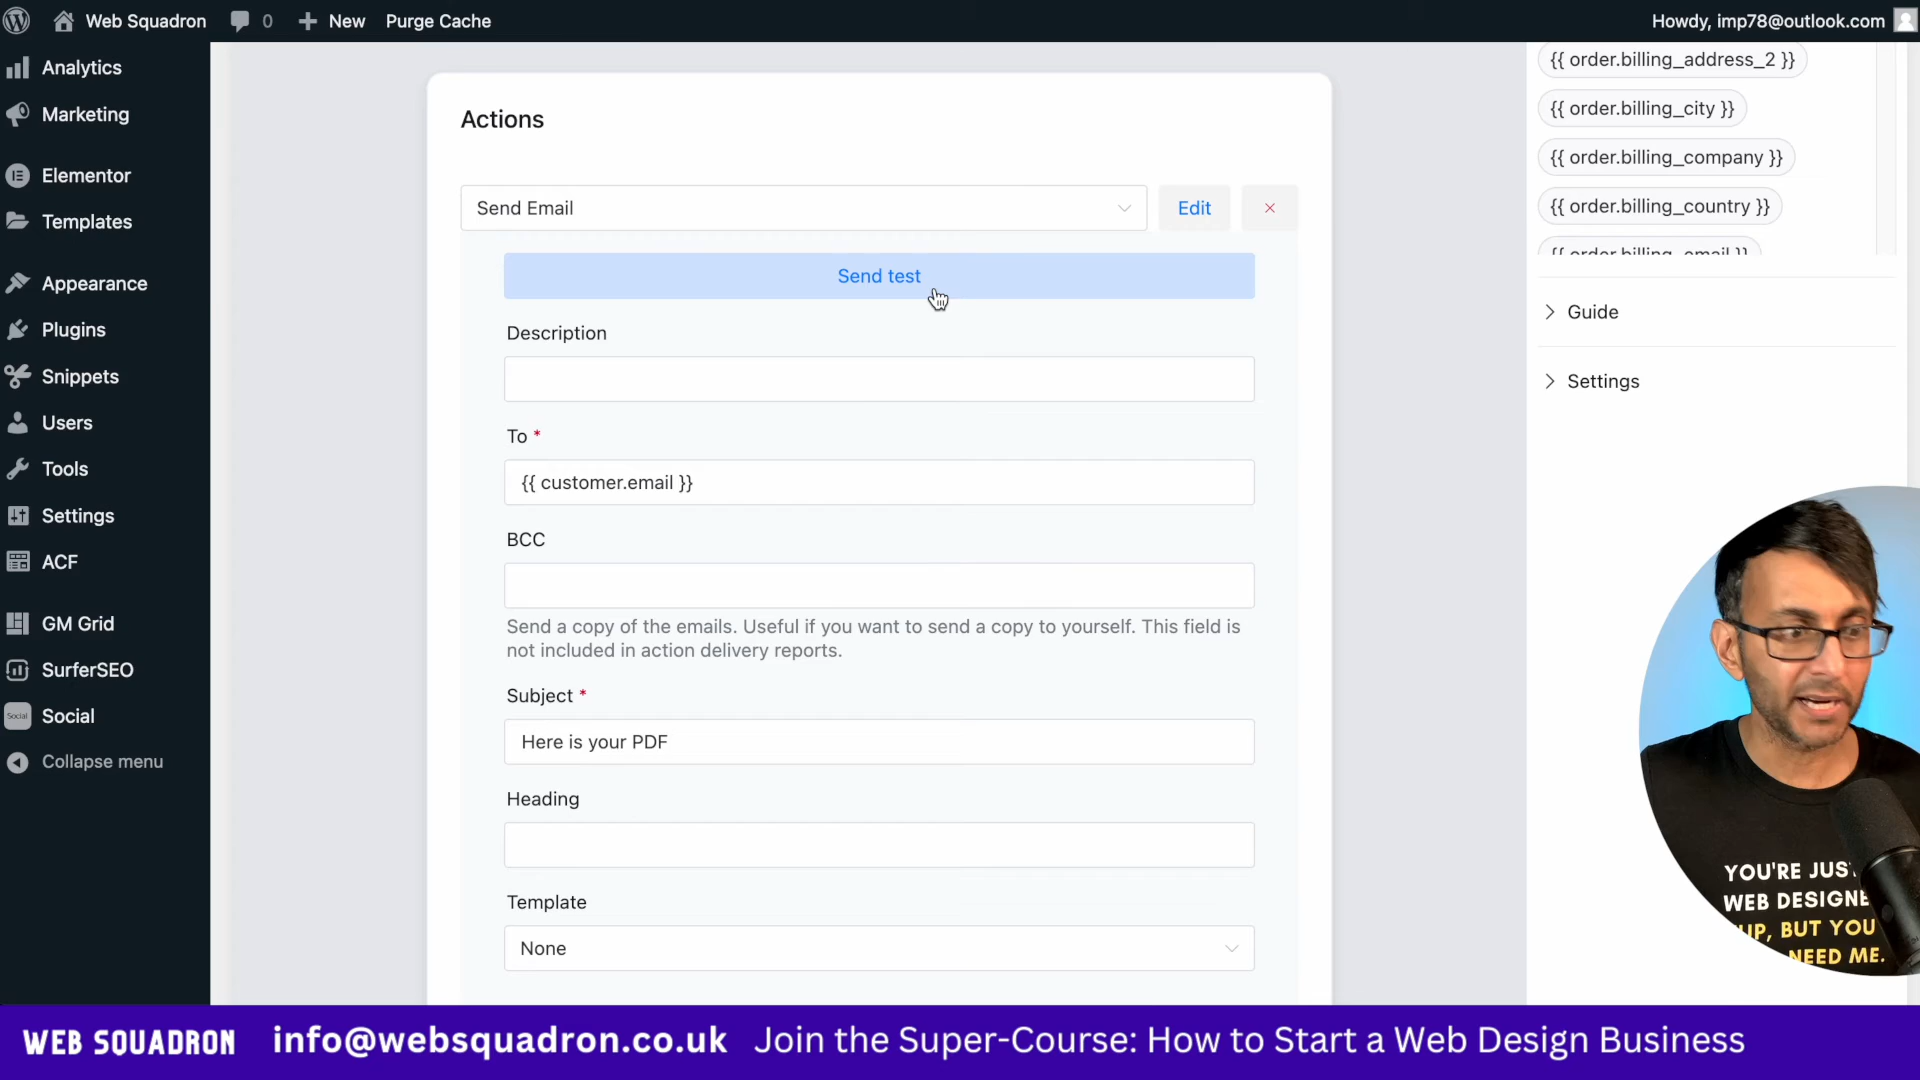 Web Squadron
0
New
Purge Cache
Howdy, imp78@outlook.com
Analytics
Marketing
Elementor
Templates
Appearance
Plugins
Snippets
Users
Tools
Settings
ACF
GM Grid
SurferSEO
Social
Social
Collapse menu
Actions
Send Email
Edit
Send test
Description
To *
{{ customer.email }}
BCC
Send a copy of the emails. Useful if you want to send a copy to yourself. This field is
not included in action delivery reports.
Subject *
Here is your PDF
Heading
Template
None
{{ order.billing_address_2 }}
{{ order.billing_city }}
{{ order.billing_company }}
{{ order.billing_country }}
{{ order.billing_email }}
Guide
Settings
YOU'RE JUST
WEB DESIGNE
UP, BUT YOU
NEED ME.
WEB SQUADRON
info@websquadron.co.uk
Join the Super-Course: How to Start a Web Design Business